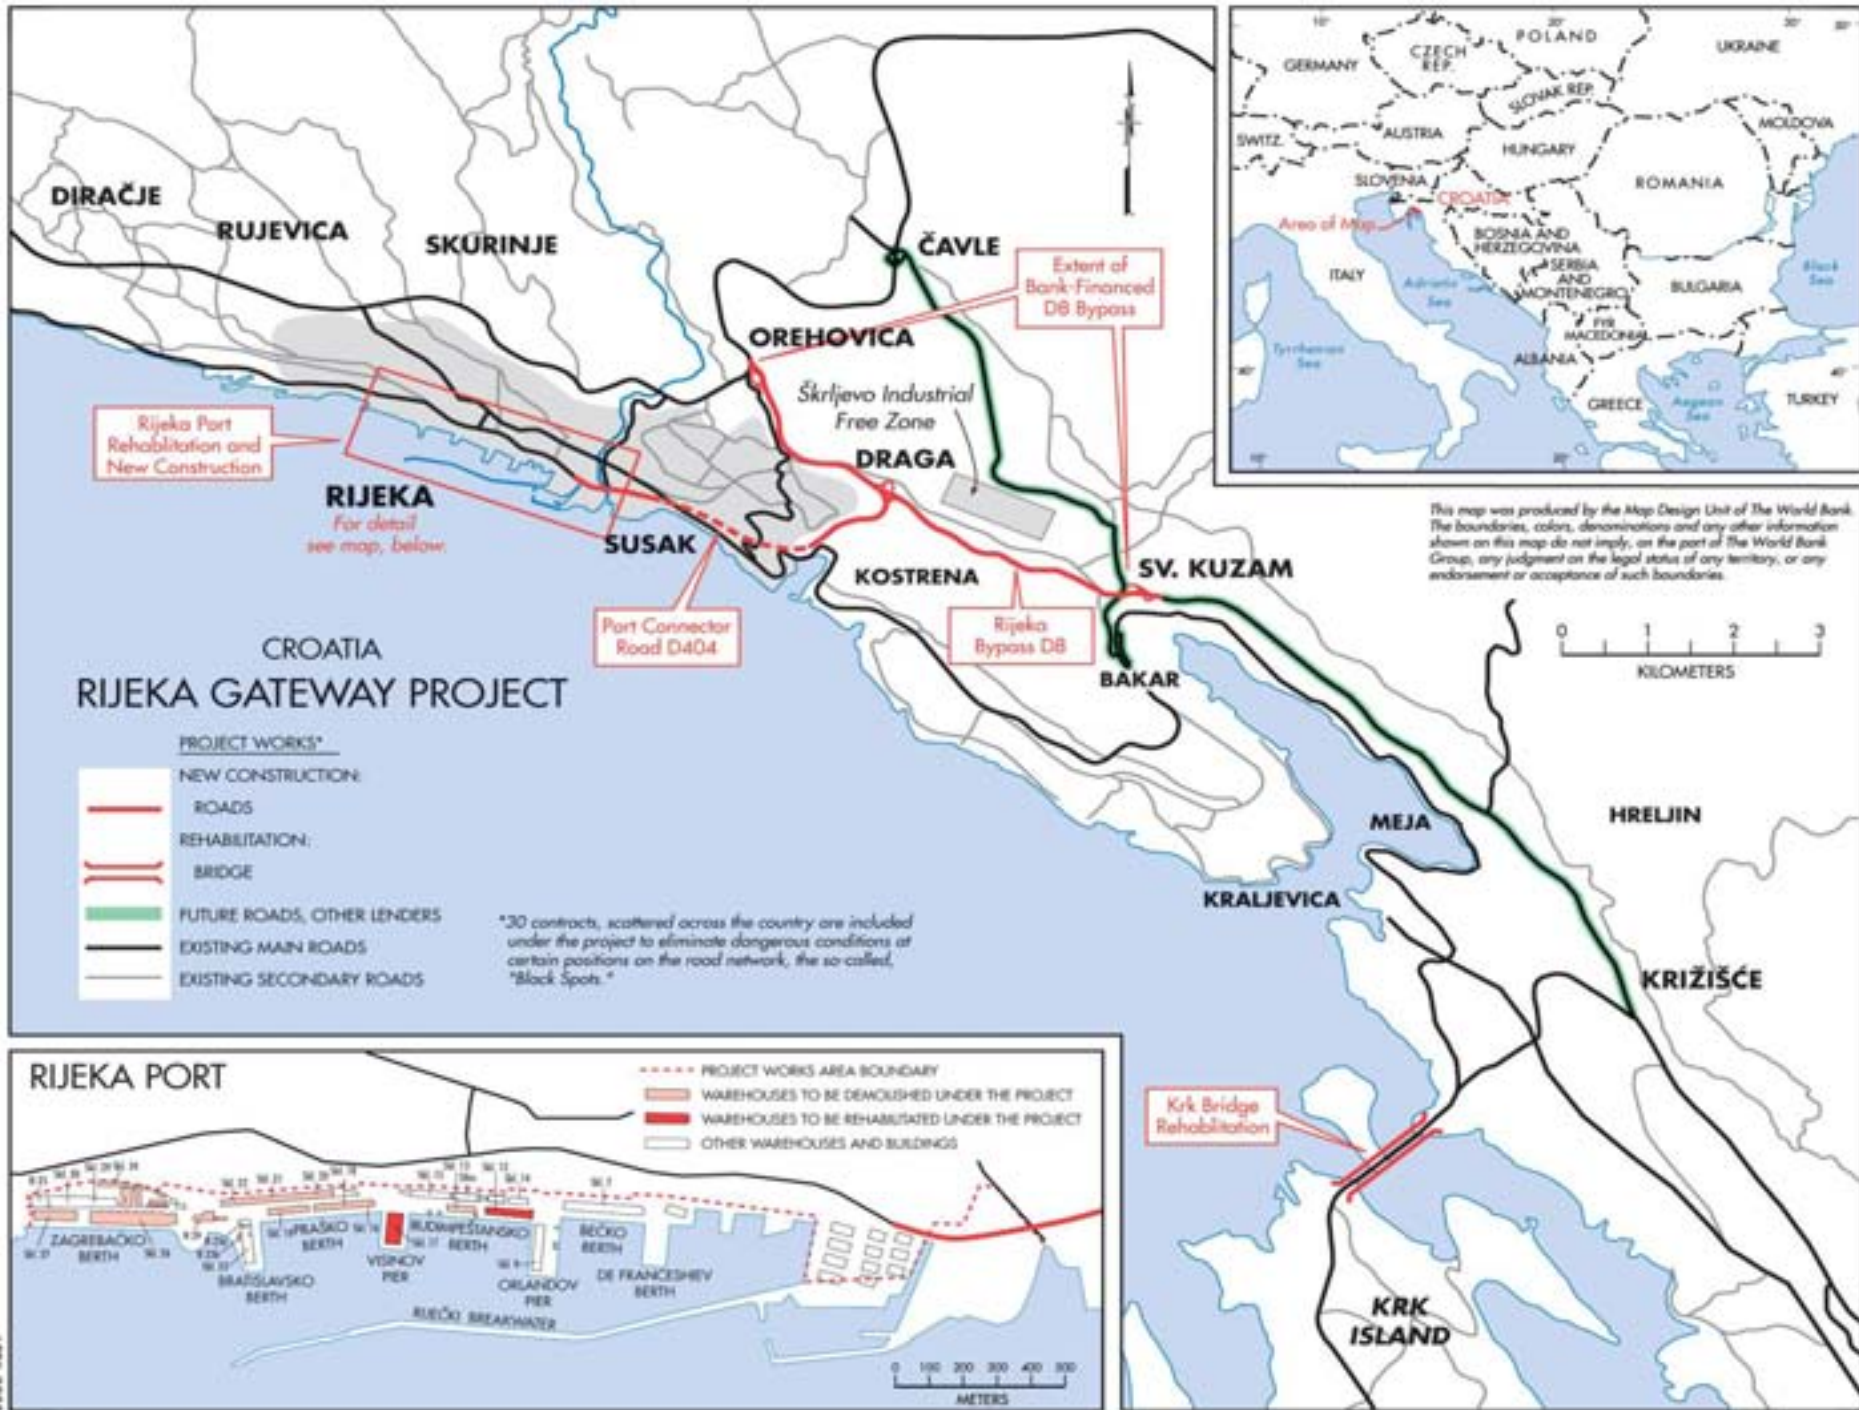 DIRAČJE
RUJEVICA
SKURINJE
ČAVLE
OREHOVICA
Extent of
Bank-Financed
D8 Bypass
Škrljevo Industrial
Free Zone
DRAGA
Rijeka Port
Rehablitation and
New Construction
RIJEKA
For detail
see map, below.
SUSAK
KOSTRENA
SV. KUZAM
Port Connector
Road D404
Rijeka
Bypass D8
BAKAR
MEJA
HRELJIN
KRALJEVICA
KRIŽIŠĆE
Krk Bridge
Rehablitation
KRK
ISLAND
CROATIA
RIJEKA GATEWAY PROJECT
PROJECT WORKS*
NEW CONSTRUCTION:
ROADS
REHABILITATION:
BRIDGE
FUTURE ROADS, OTHER LENDERS
EXISTING MAIN ROADS
EXISTING SECONDARY ROADS
*30 contracts, scattered across the country are included
under the project to eliminate dangerous conditions at
certain positions on the road network, the so-called,
"Black Spots."
10°
20°
30°
GERMANY
CZECH
REP.
POLAND
UKRAINE
SLOVAK REP.
MOLDOVA
SWITZ.
AUSTRIA
HUNGARY
SLOVENIA
CROATIA
ROMANIA
Area of Map
BOSNIA AND
HERZEGOVINA
ITALY
Adriatic
Sea
SERBIA
AND
MONTENEGRO
BULGARIA
Black
Sea
FYR
MACEDONIA
Tyrrhenian
Sea
ALBANIA
GREECE
Aegean
Sea
TURKEY
40°
40°
This map was produced by the Map Design Unit of The World Bank.
The boundaries, colors, denominations and any other information
shown on this map do not imply, on the part of The World Bank
Group, any judgment on the legal status of any territory, or any
endorsement or acceptance of such boundaries.
0 1 2 3
KILOMETERS
RIJEKA PORT
PROJECT WORKS AREA BOUNDARY
WAREHOUSES TO BE DEMOLISHED UNDER THE PROJECT
WAREHOUSES TO BE REHABILITATED UNDER THE PROJECT
OTHER WAREHOUSES AND BUILDINGS
ZAGREBAČKO
BERTH
PRAŠKO
BERTH
VISINOV
PIER
BUDIMPEŠTANSKO
BERTH
BEČKO
BERTH
BRATISLAVSKO
BERTH
ORLANDOV
PIER
DE FRANCESHIEV
BERTH
RIJEČKI BREAKWATER
0 100 200 300 400 500
METERS